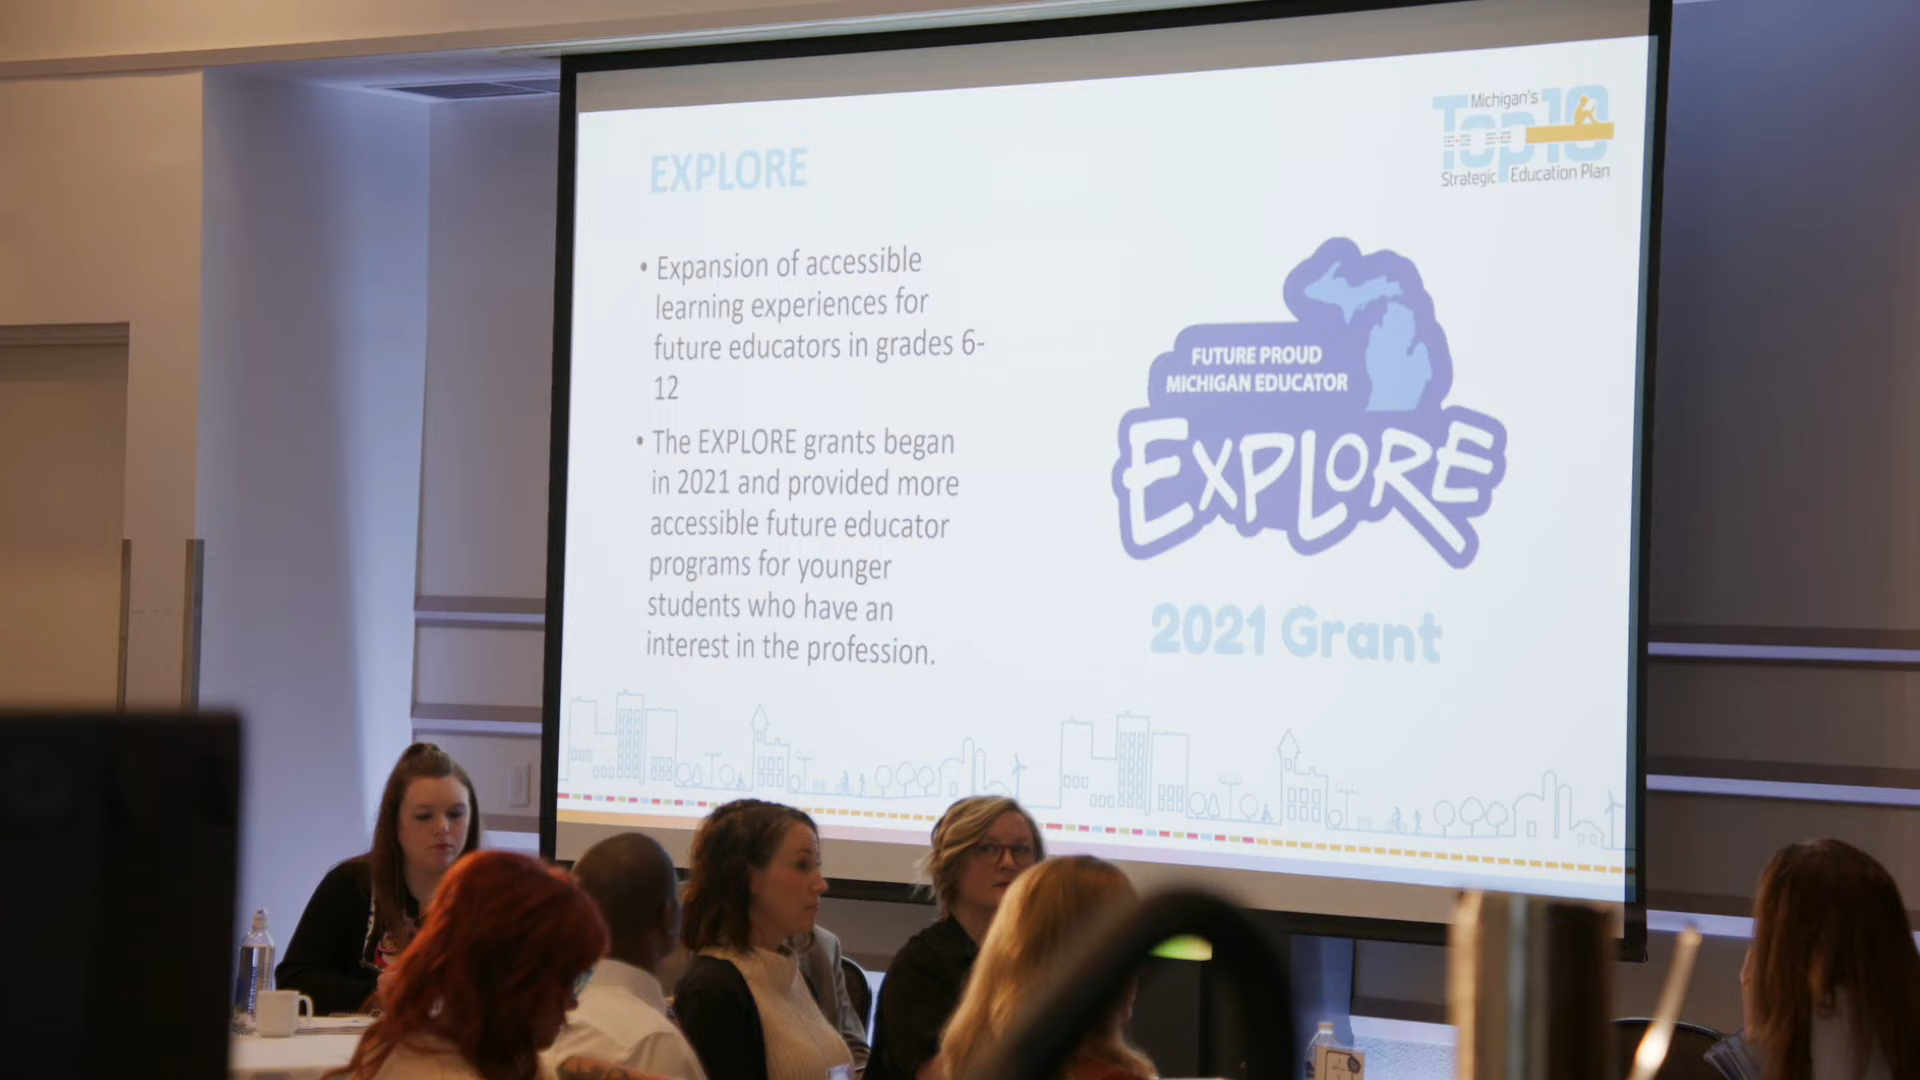 Michigan's
Top 10
Strategic Education Plan
EXPLORE
• Expansion of accessible
learning experiences for
future educators in grades 6-
12
• The EXPLORE grants began
in 2021 and provided more
accessible future educator
programs for younger
students who have an
interest in the profession.
FUTURE PROUD
MICHIGAN EDUCATOR
EXPLORE
2021 Grant